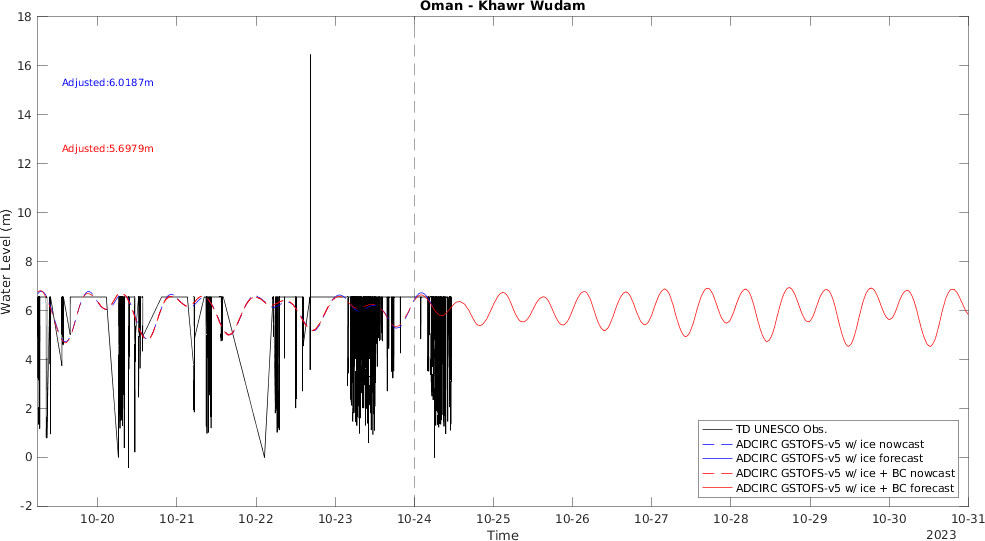 Oman - Khawr Wudam
18
16
14
12
10
8
6
4
2
0
-2
Water Level (m)
Adjusted:6.0187m
Adjusted:5.6979m
TD UNESCO Obs.
ADCIRC GSTOFS-v5 w/ ice nowcast
ADCIRC GSTOFS-v5 w/ ice forecast
ADCIRC GSTOFS-v5 w/ ice + BC nowcast
ADCIRC GSTOFS-v5 w/ ice + BC forecast
10-20 10-21 10-22 10-23 10-24 10-25 10-26 10-27 10-28 10-29 10-30 10-31
Time
2023